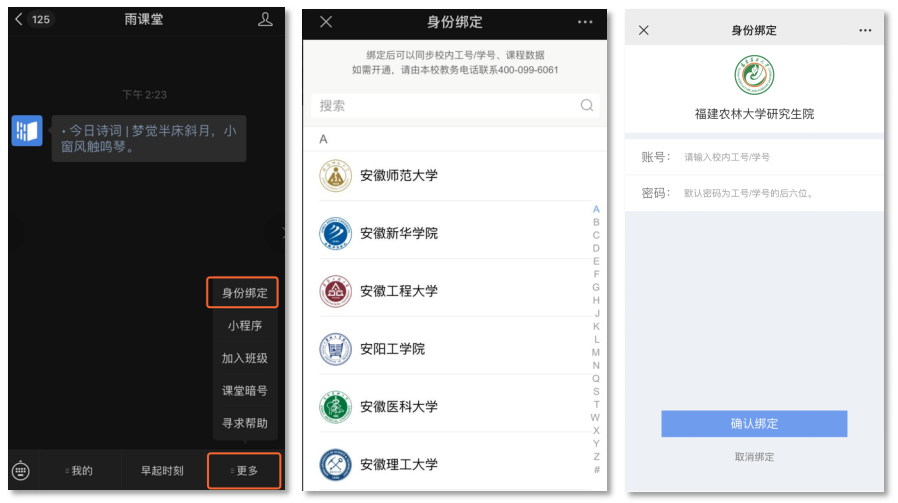 125
雨课堂
下午2:23
·今日诗词 | 梦觉半床斜月，小
窗风触鸣琴。
身份绑定
小程序
加入班级
课堂暗号
寻求帮助
我的
早起时刻
更多
身份绑定
绑定后可以同步校内工号/学号、课程数据
如需开通，请由本校教务电话联系400-099-6061
搜索
A
安徽师范大学
安徽新华学院
安徽工程大学
安阳工学院
安徽医科大学
安徽理工大学
A
B
C
D
E
F
G
H
J
K
L
M
N
Q
S
T
W
X
Y
Z
#
身份绑定
福建农林大学研究生院
账号：
请输入校内工号/学号
密码：
默认密码为工号/学号的后六位。
确认绑定
取消绑定